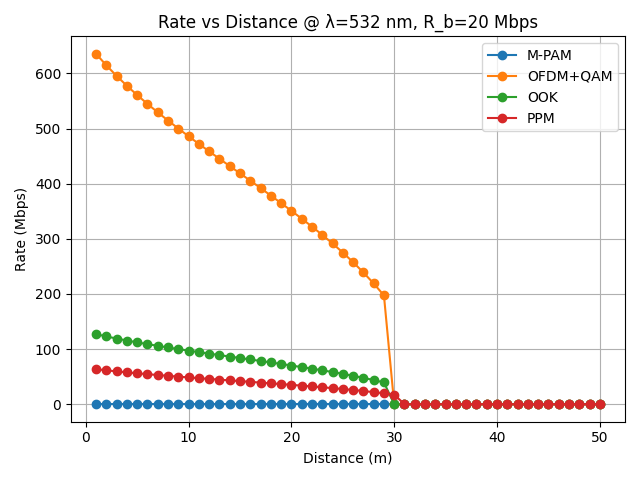 Rate vs Distance @ λ=532 nm, R_b=20 Mbps
M-PAM
OFDM+QAM
OOK
PPM
Rate (Mbps)
600
500
400
300
200
100
0
0
10
20
30
40
50
Distance (m)